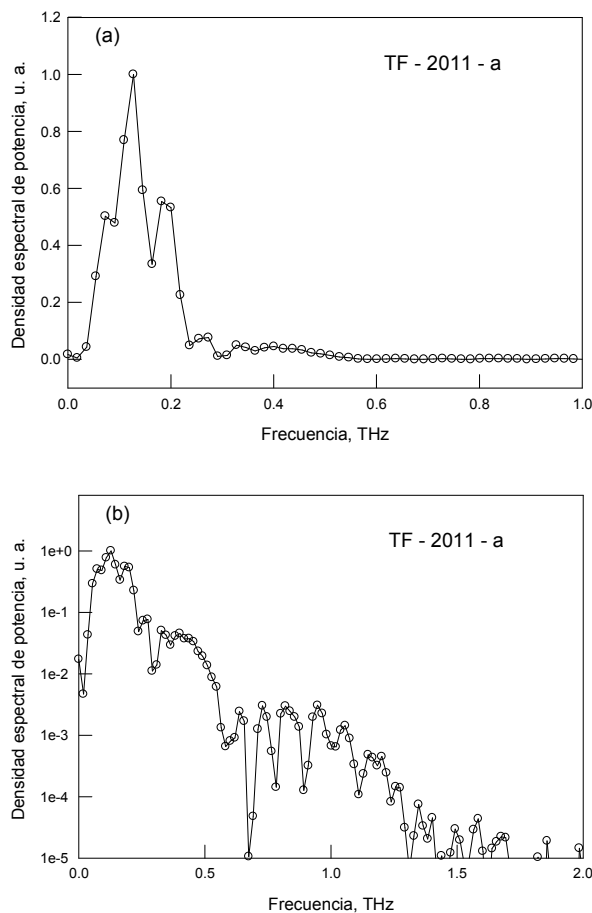 (a)
TF - 2011 - a
Densidad espectral de potencia, u. a.
1.2
1.0
0.8
0.6
0.4
0.2
0.0
0.0 0.2 0.4 0.6 0.8 1.0
Frecuencia, THz
(b)
TF - 2011 - a
Densidad espectral de potencia, u. a.
1e+0
1e-1
1e-2
1e-3
1e-4
1e-5
0.0 0.5 1.0 1.5 2.0
Frecuencia, THz